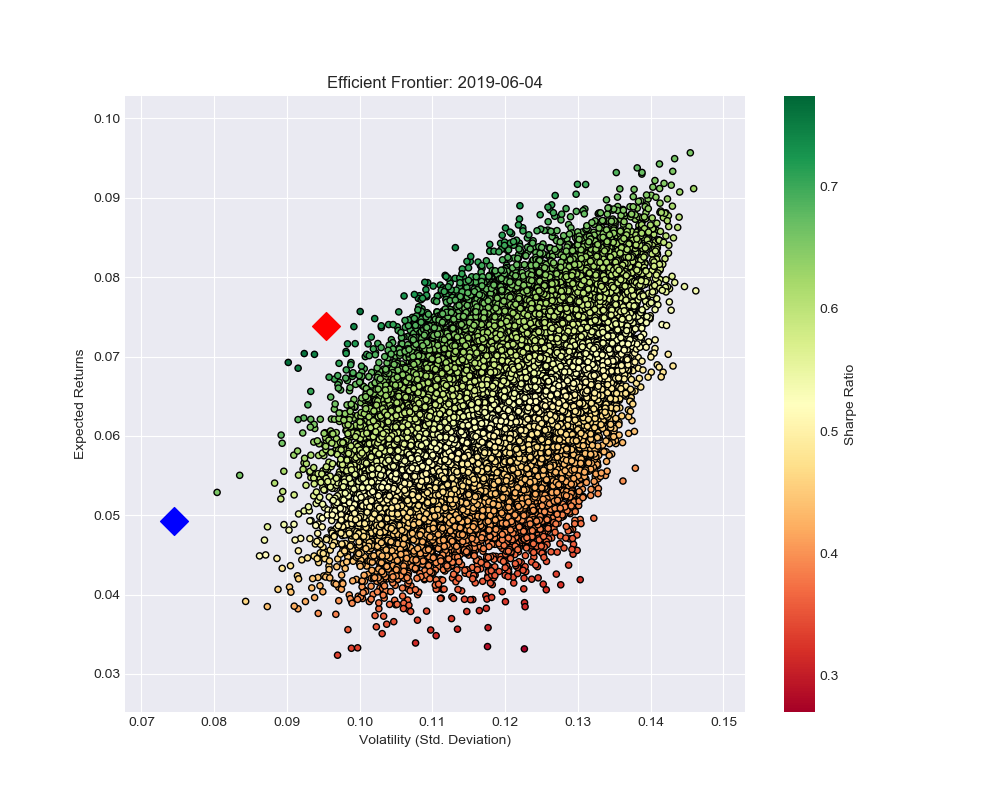 Efficient Frontier: 2019-06-04
0.10
0.09
0.08
0.07
0.06
0.05
0.04
0.03
Expected Returns
0.07 0.08 0.09 0.10 0.11 0.12 0.13 0.14 0.15
Volatility (Std. Deviation)
0.7
0.6
0.5
0.4
0.3
Sharpe Ratio